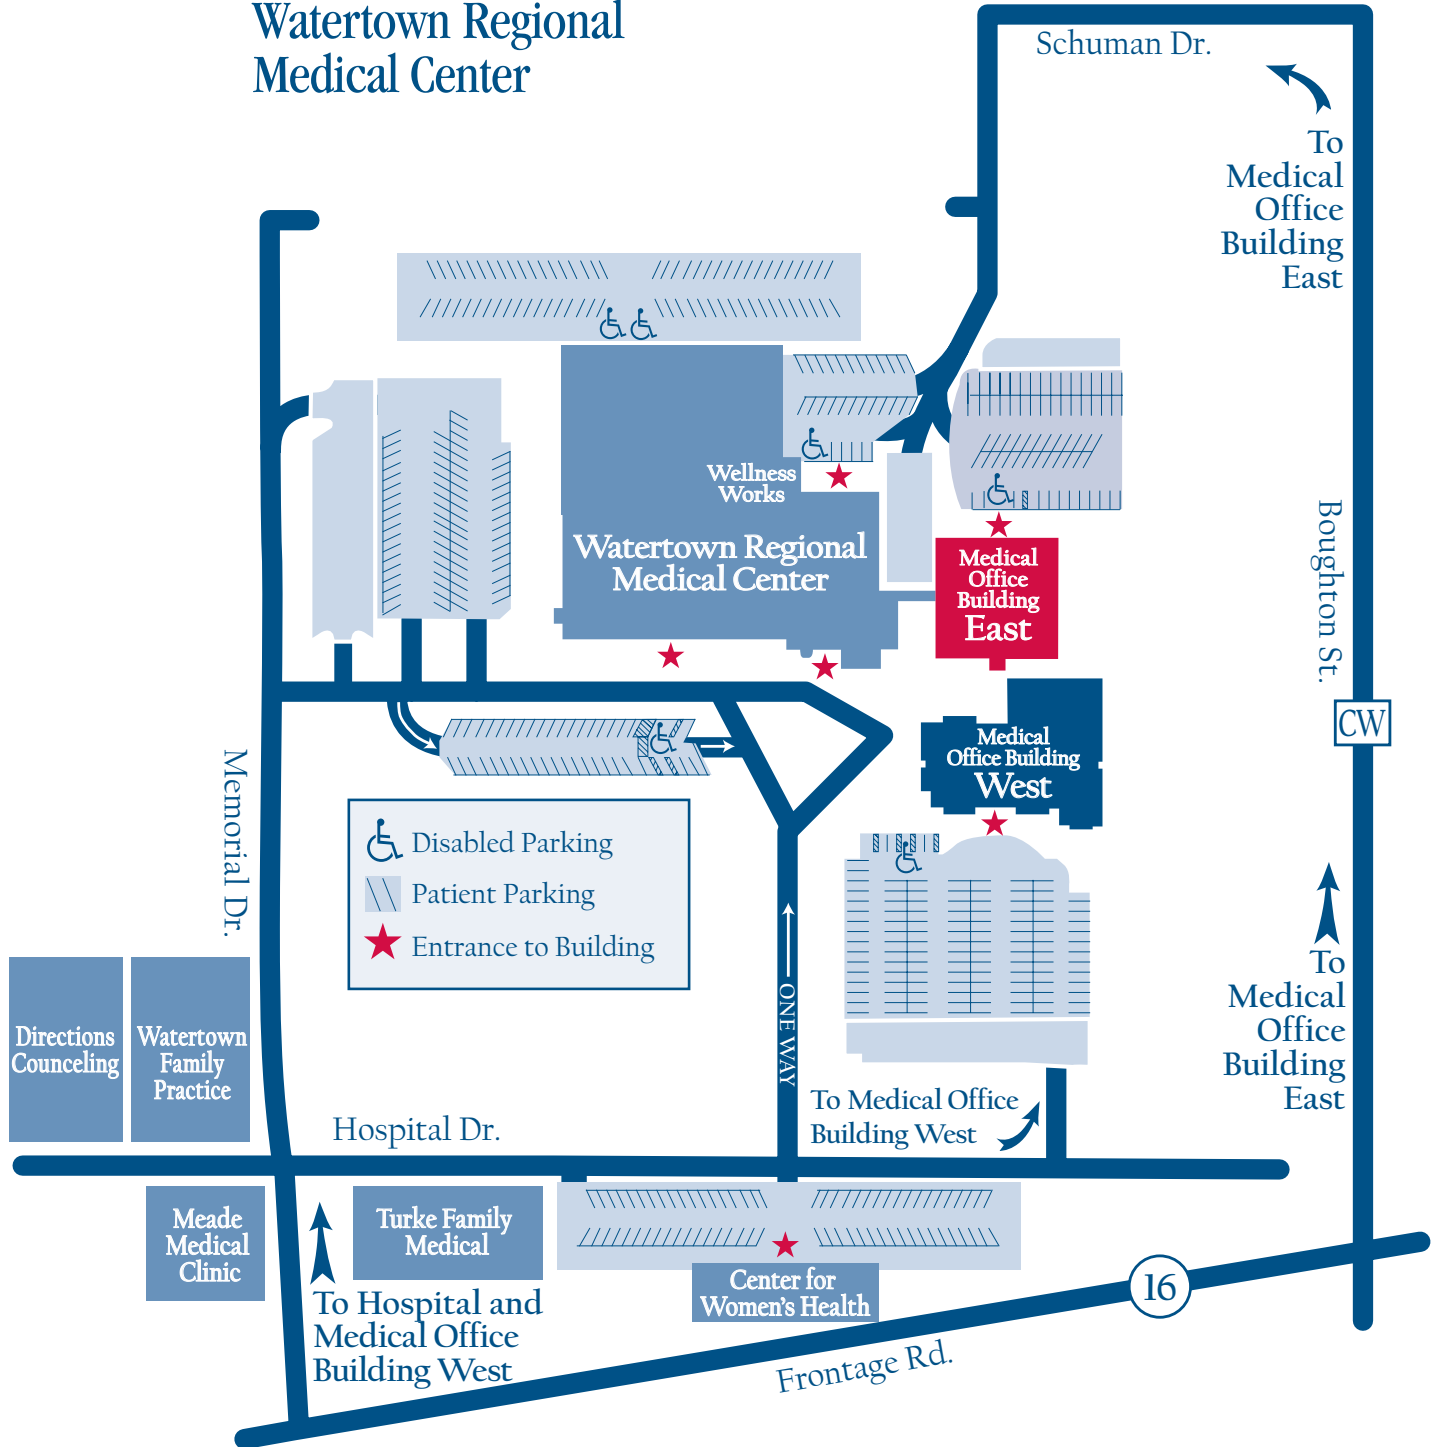 Watertown Regional
Medical Center
Schuman Dr.
To
Medical
Office
Building
East
Wellness
Works
Watertown Regional
Medical Center
Medical
Office
Building
East
Boughton St.
CW
Medical
Office Building
West
Memorial Dr.
Disabled Parking
Patient Parking
Entrance to Building
ONE WAY
To
Medical
Office
Building
East
Directions
Counceling
Watertown
Family
Practice
To Medical Office
Building West
Hospital Dr.
Meade
Medical
Clinic
Turke Family
Medical
Center for
Women's Health
16
To Hospital and
Medical Office
Building West
Frontage Rd.